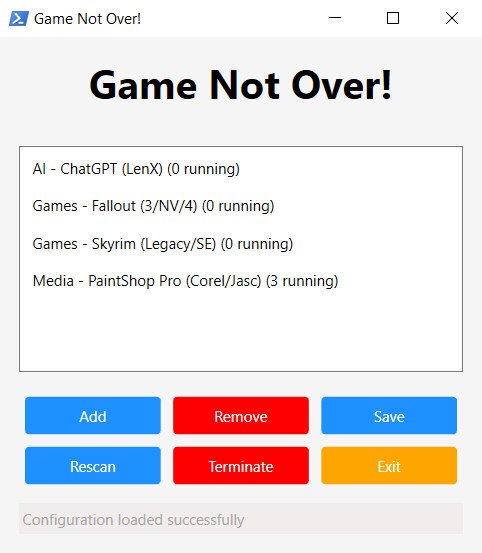 Game Not Over!
Game Not Over!
AI - ChatGPT (LenX) (0 running)
Games - Fallout (3/NV/4) (0 running)
Games - Skyrim (Legacy/SE) (0 running)
Media - PaintShop Pro (Corel/Jasc) (3 running)
Add Remove Save
Rescan Terminate Exit
Configuration loaded successfully